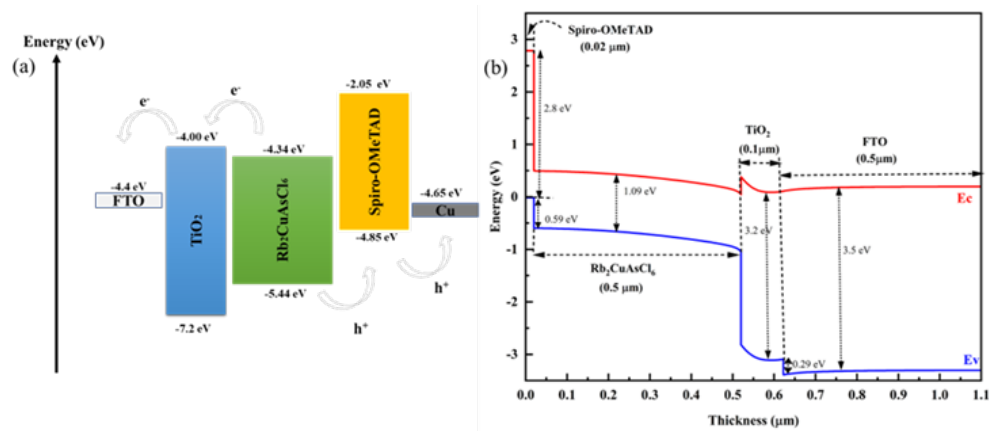 (a)
Energy (eV)
e-
e-
-4.00 eV
-4.34 eV
-2.05 eV
-4.4 eV
FTO
TiO₂
Rb₂CuAsCl₆
Spiro-OMeTAD
-4.65 eV
Cu
-4.85 eV
-5.44 eV
-7.2 eV
h⁺
h⁺
(b)
Spiro-OMeTAD
(0.02 μm)
2.8 eV
TiO₂
(0.1μm)
FTO
(0.5μm)
1.09 eV
0.59 eV
Ec
3.2 eV
3.5 eV
Rb₂CuAsCl₆
(0.5 μm)
0.29 eV
Ev
Energy (eV)
3
2
1
0
-1
-3
0.0 0.1 0.2 0.3 0.4 0.5 0.6 0.7 0.8 0.9 1.0 1.1
Thickness (μm)